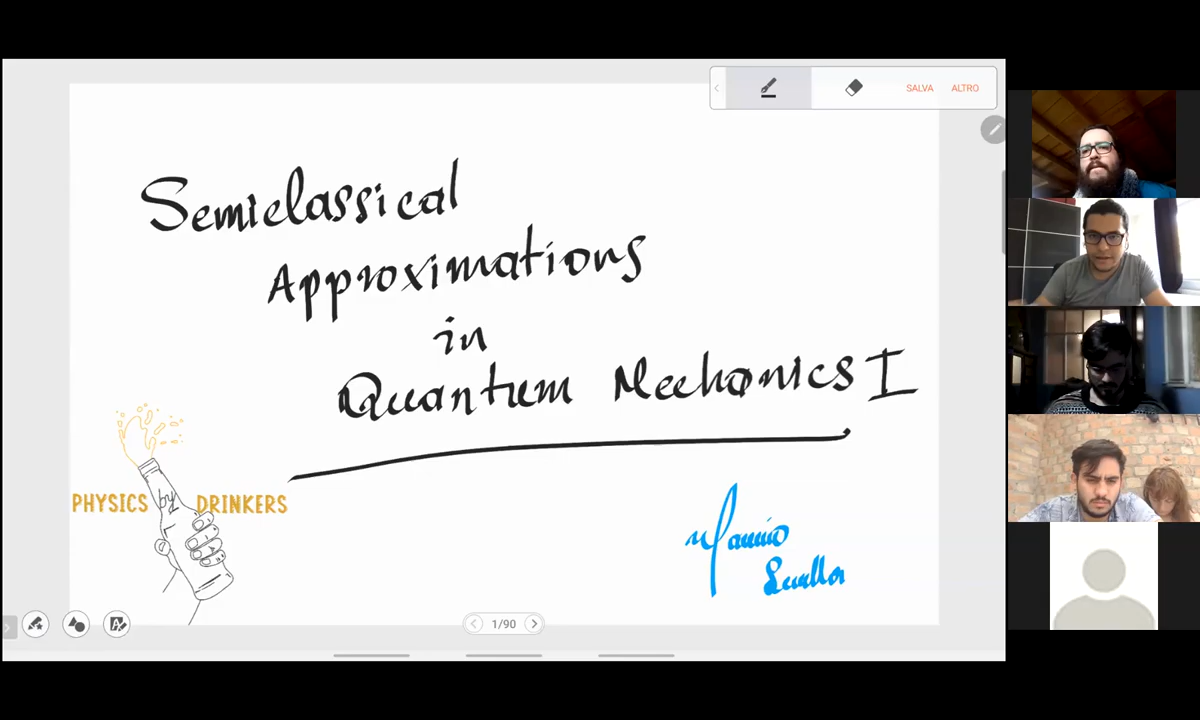 SALVA ALTRO
Semiclassical
Approximations
in
Quantum Mechanics I
PHYSICS by DRINKERS
1/90